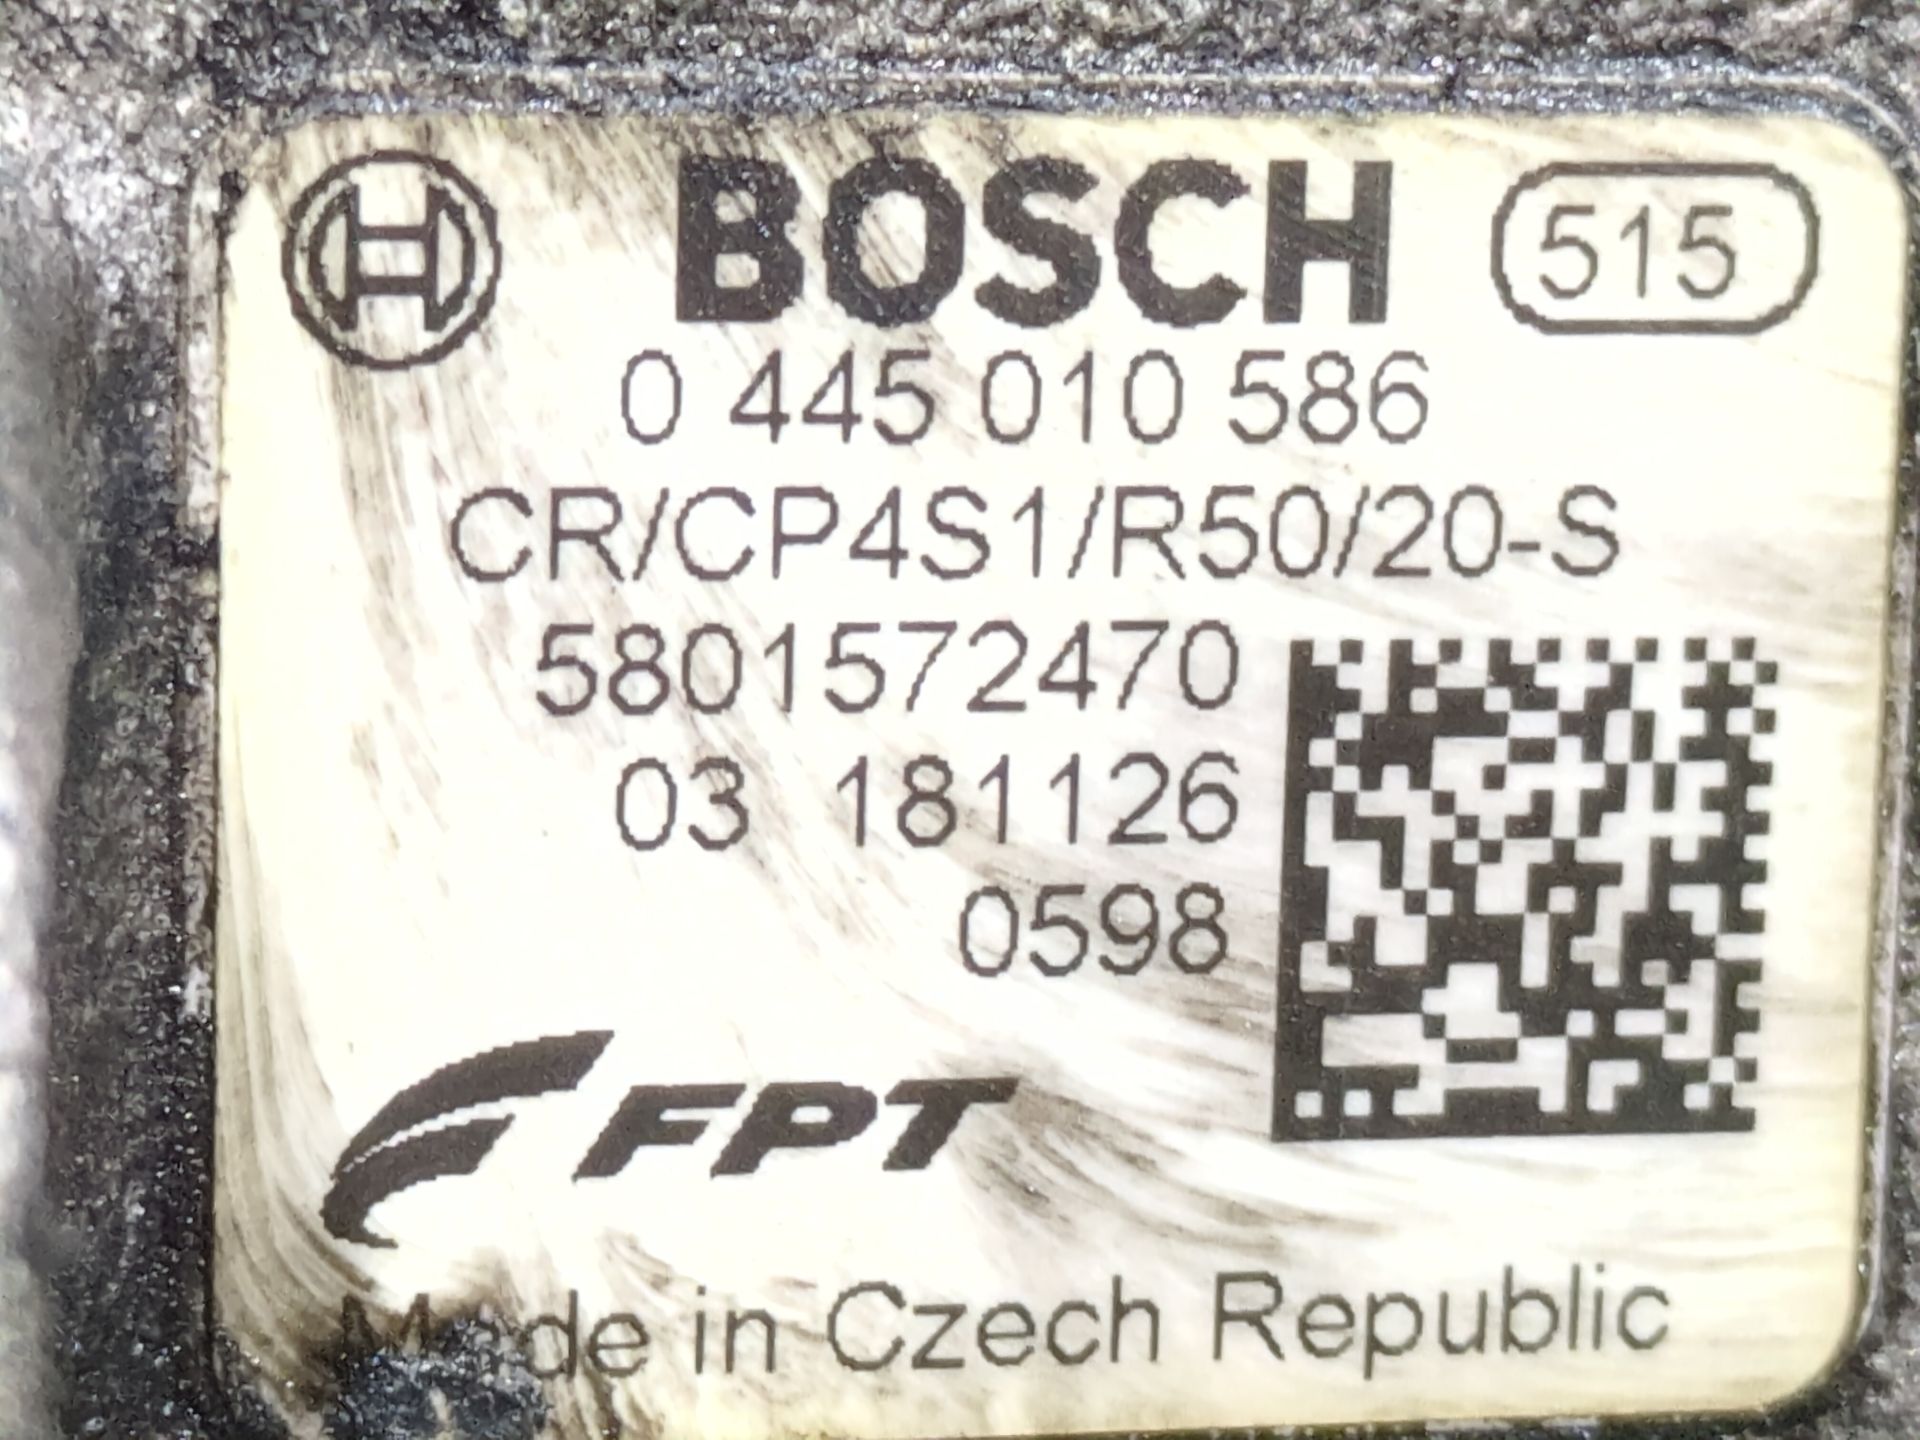 BOSCH 515
0 445 010 586
CR/CP4S1/R50/20-S
5801572470
03 181126
0598
FPT
Made in Czech Republic